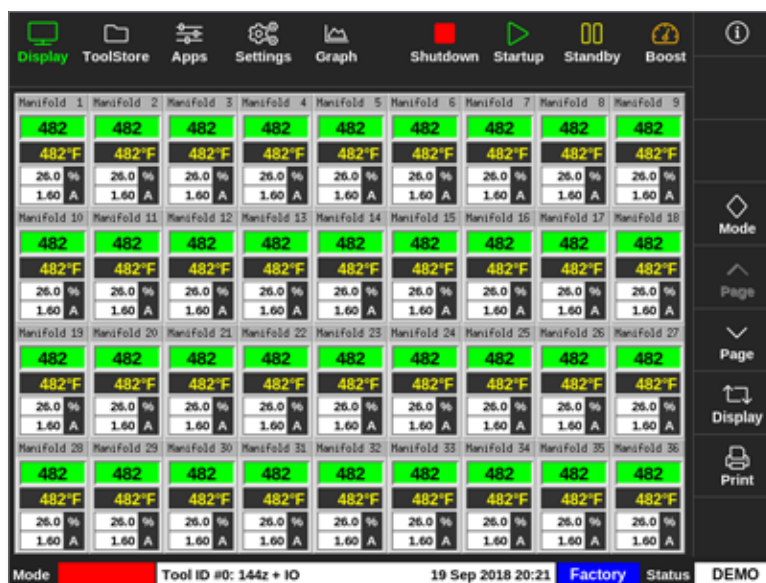 Display ToolStore Apps Settings Graph Shutdown Startup Standby Boost
Manifold 1 Manifold 2 Manifold 3 Manifold 4 Manifold 5 Manifold 6 Manifold 7 Manifold 8 Manifold 9
482 482 482 482 482 482 482 482 482
482°F 482°F 482°F 482°F 482°F 482°F 482°F 482°F 482°F
26.0 % 26.0 % 26.0 % 26.0 % 26.0 % 26.0 % 26.0 % 26.0 % 26.0 %
1.60 A 1.60 A 1.60 A 1.60 A 1.60 A 1.60 A 1.60 A 1.60 A 1.60 A
Manifold 10 Manifold 11 Manifold 12 Manifold 13 Manifold 14 Manifold 15 Manifold 16 Manifold 17 Manifold 18
482 482 482 482 482 482 482 482 482
482°F 482°F 482°F 482°F 482°F 482°F 482°F 482°F 482°F
26.0 % 26.0 % 26.0 % 26.0 % 26.0 % 26.0 % 26.0 % 26.0 % 26.0 %
1.60 A 1.60 A 1.60 A 1.60 A 1.60 A 1.60 A 1.60 A 1.60 A 1.60 A
Manifold 19 Manifold 20 Manifold 21 Manifold 22 Manifold 23 Manifold 24 Manifold 25 Manifold 26 Manifold 27
482 482 482 482 482 482 482 482 482
482°F 482°F 482°F 482°F 482°F 482°F 482°F 482°F 482°F
26.0 % 26.0 % 26.0 % 26.0 % 26.0 % 26.0 % 26.0 % 26.0 % 26.0 %
1.60 A 1.60 A 1.60 A 1.60 A 1.60 A 1.60 A 1.60 A 1.60 A 1.60 A
Manifold 28 Manifold 29 Manifold 30 Manifold 31 Manifold 32 Manifold 33 Manifold 34 Manifold 35 Manifold 36
482 482 482 482 482 482 482 482 482
482°F 482°F 482°F 482°F 482°F 482°F 482°F 482°F 482°F
26.0 % 26.0 % 26.0 % 26.0 % 26.0 % 26.0 % 26.0 % 26.0 % 26.0 %
1.60 A 1.60 A 1.60 A 1.60 A 1.60 A 1.60 A 1.60 A 1.60 A 1.60 A
Mode
Page
Page
Display
Print
Mode Tool ID #0: 144z + IO 19 Sep 2018 20:21 Factory Status DEMO